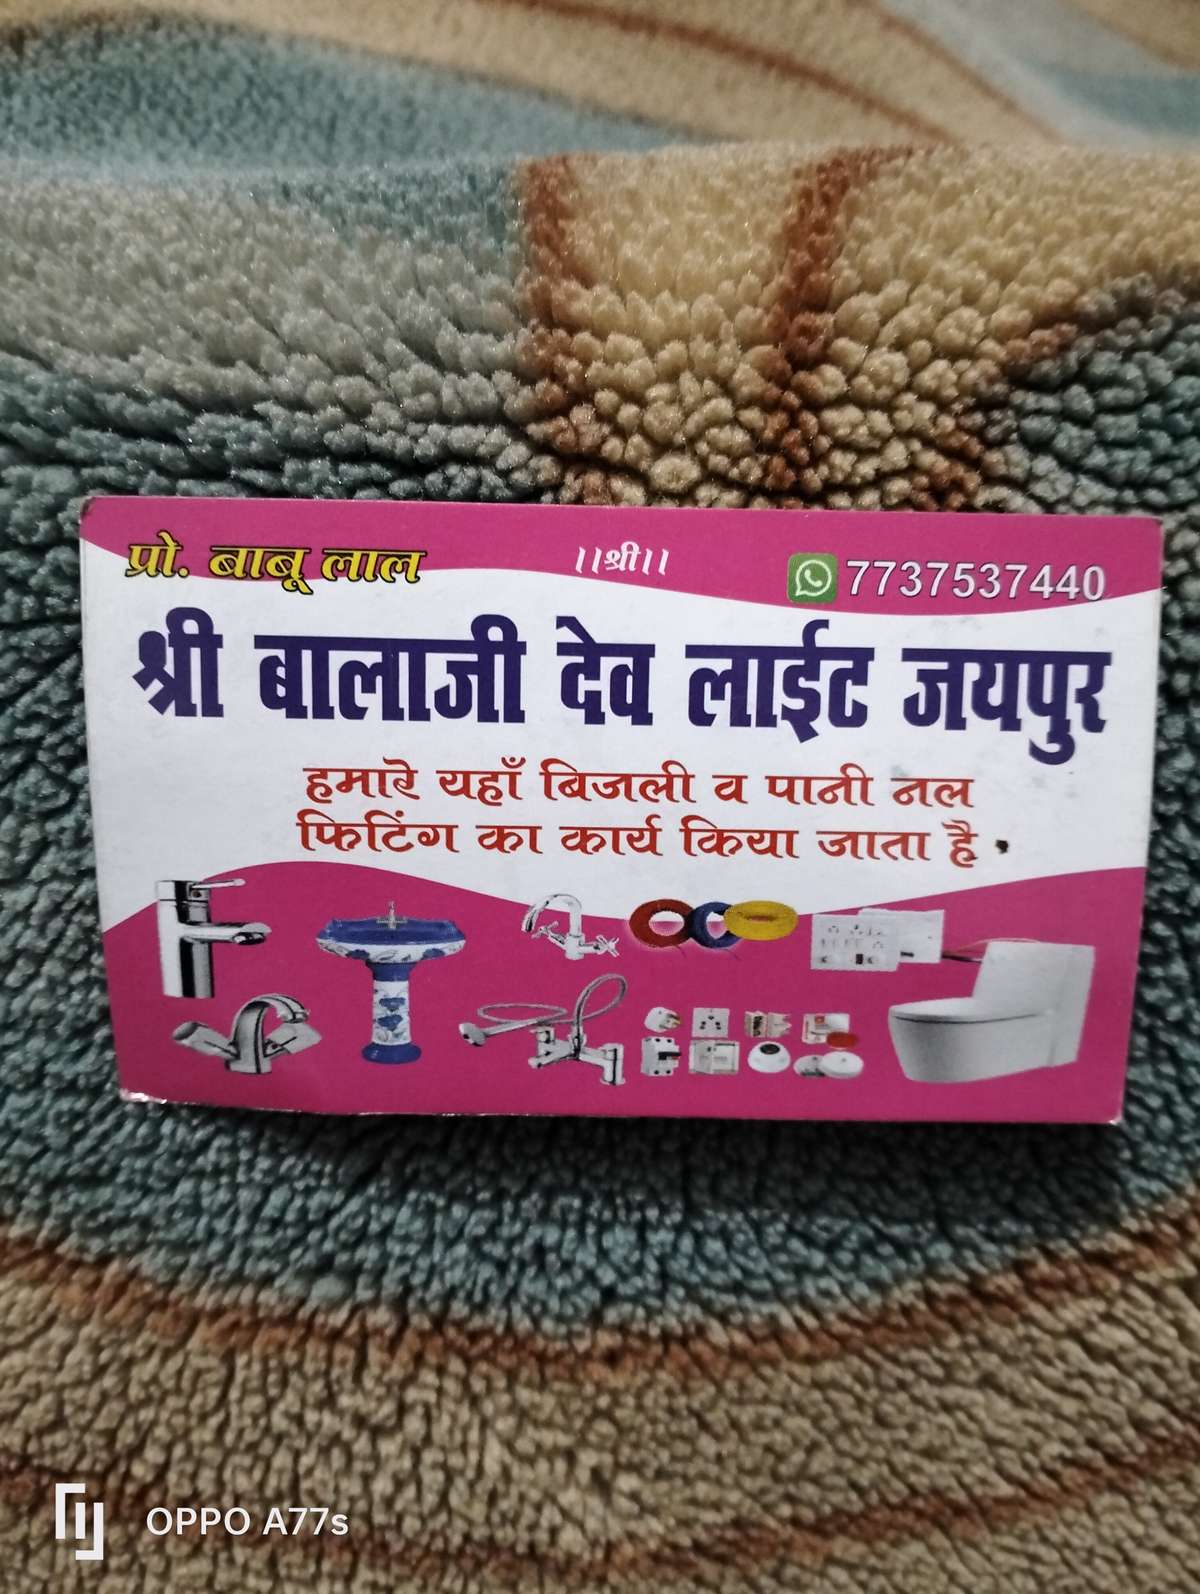 प्रो. बाबू लाल
।।श्री।।
7737537440
श्री बालाजी देव लाईट जयपुर
हमारे यहाँ बिजली व पानी नल
फिटिंग का कार्य किया जाता है
OPPO A77s